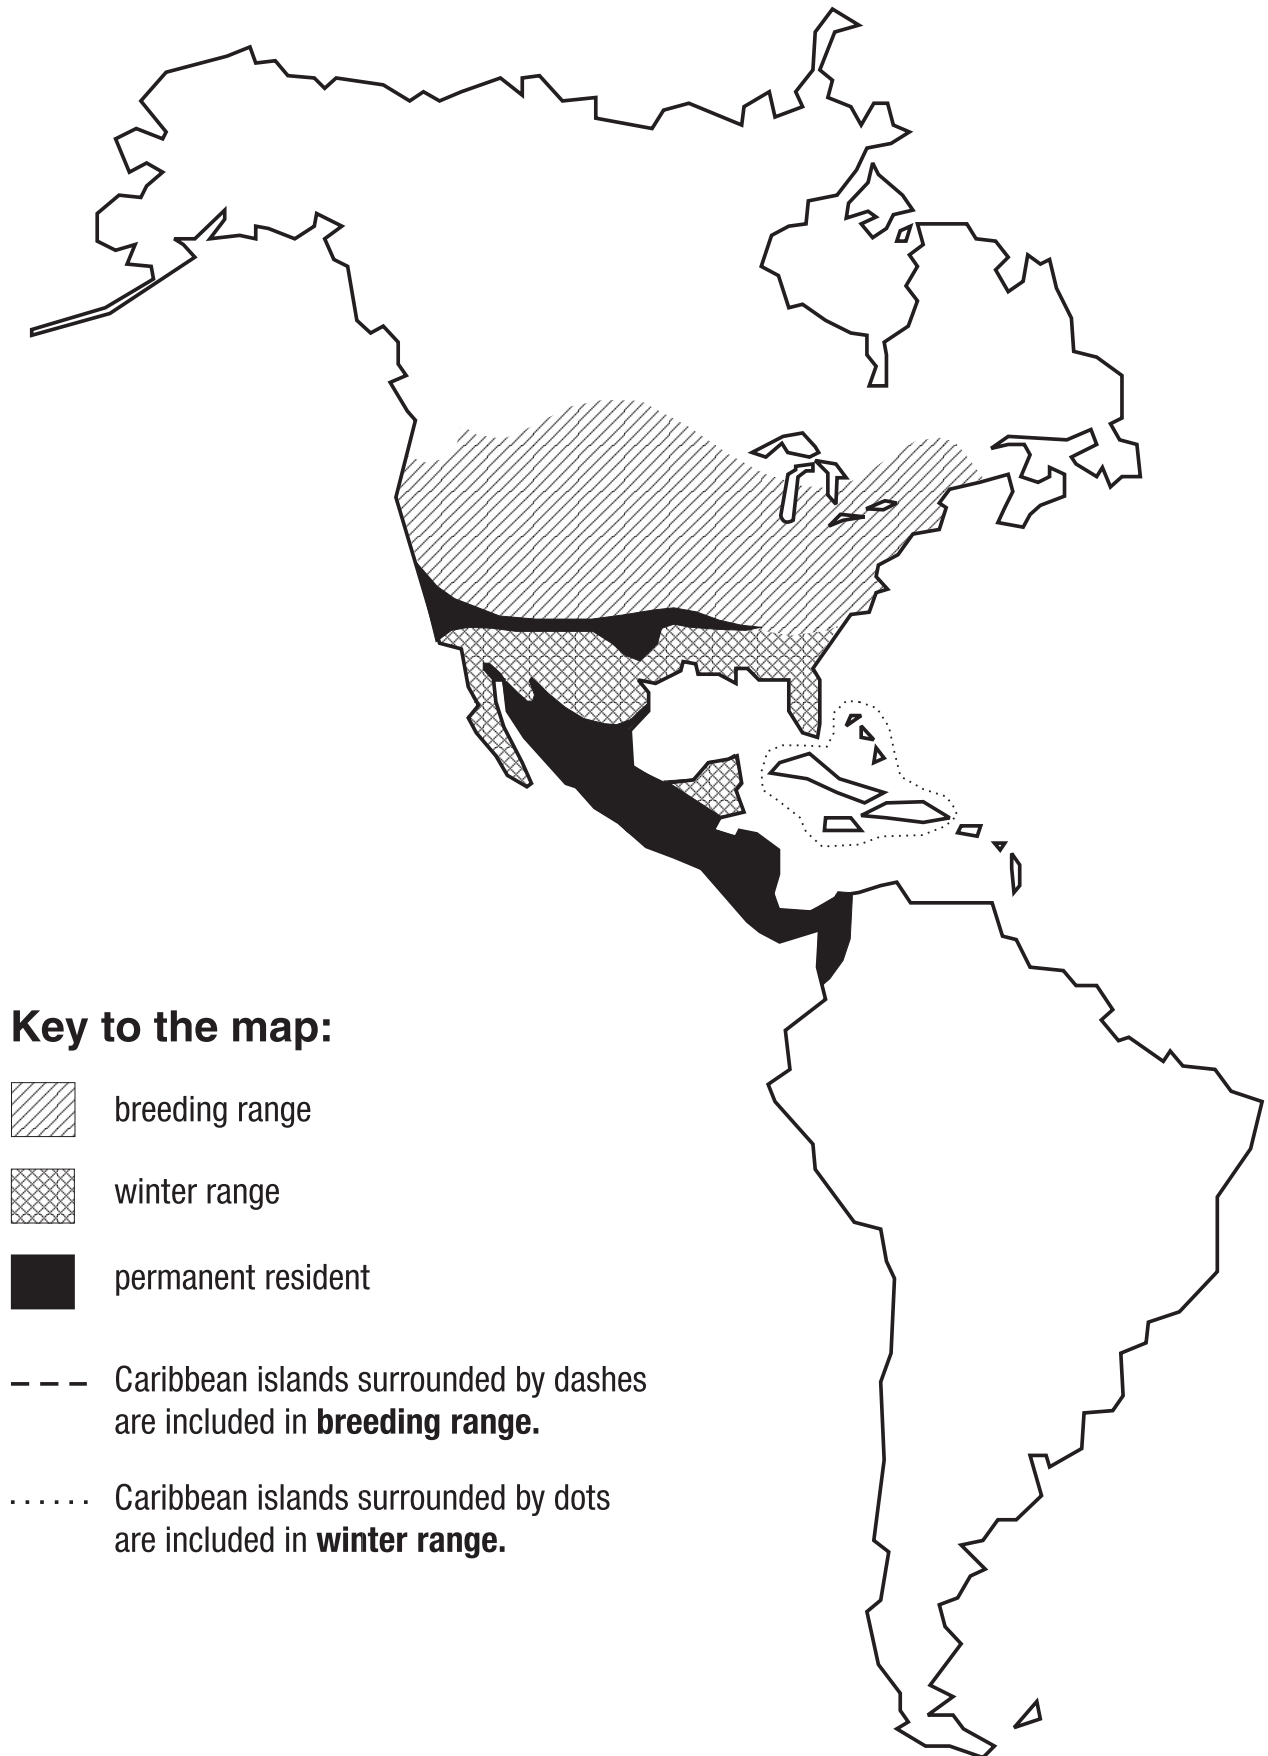 Key to the map:
breeding range
winter range
permanent resident
Caribbean islands surrounded by dashes
are included in breeding range.
Caribbean islands surrounded by dots
are included in winter range.